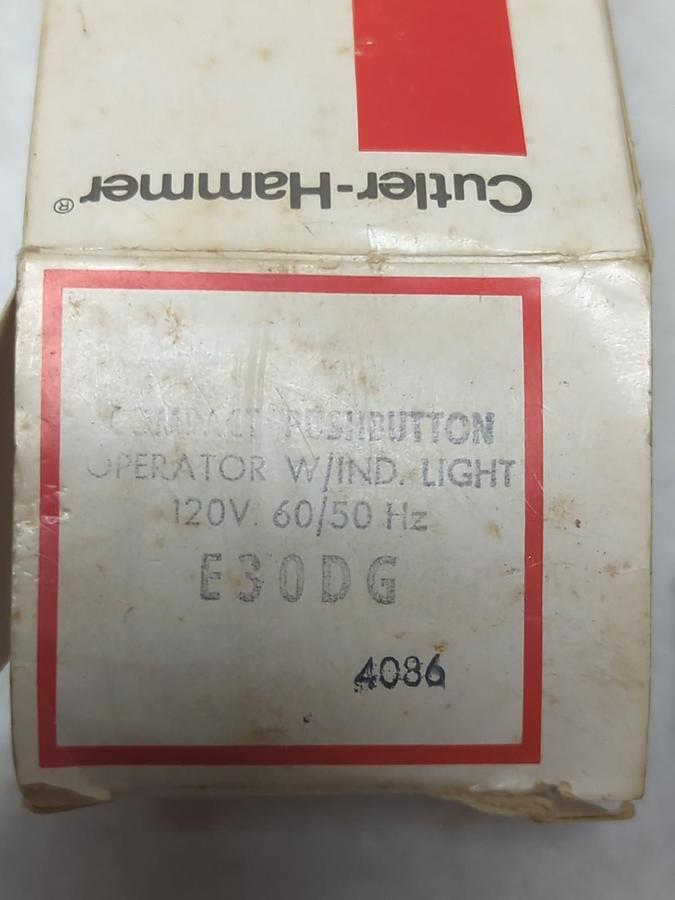 Cutler-Hammer®
COMPACT PUSHBUTTON
OPERATOR W/IND. LIGHT
120V. 60/50 Hz
E30DG
4086